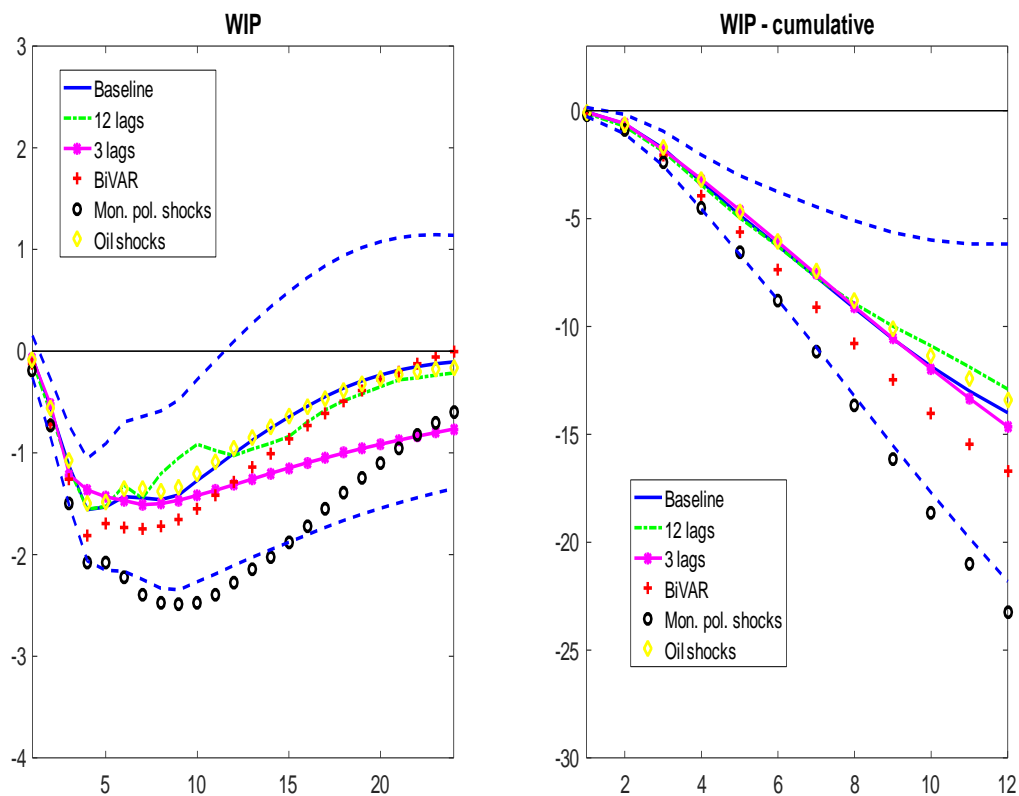 WIP
3
2
1
0
-1
-2
-3
-4
5
10
15
20
Baseline
12 lags
3 lags
BiVAR
Mon. pol. shocks
Oil shocks
WIP - cumulative
0
-5
-10
-15
-20
-25
-30
2
4
6
8
10
12
Baseline
12 lags
3 lags
BiVAR
Mon. pol. shocks
Oil shocks